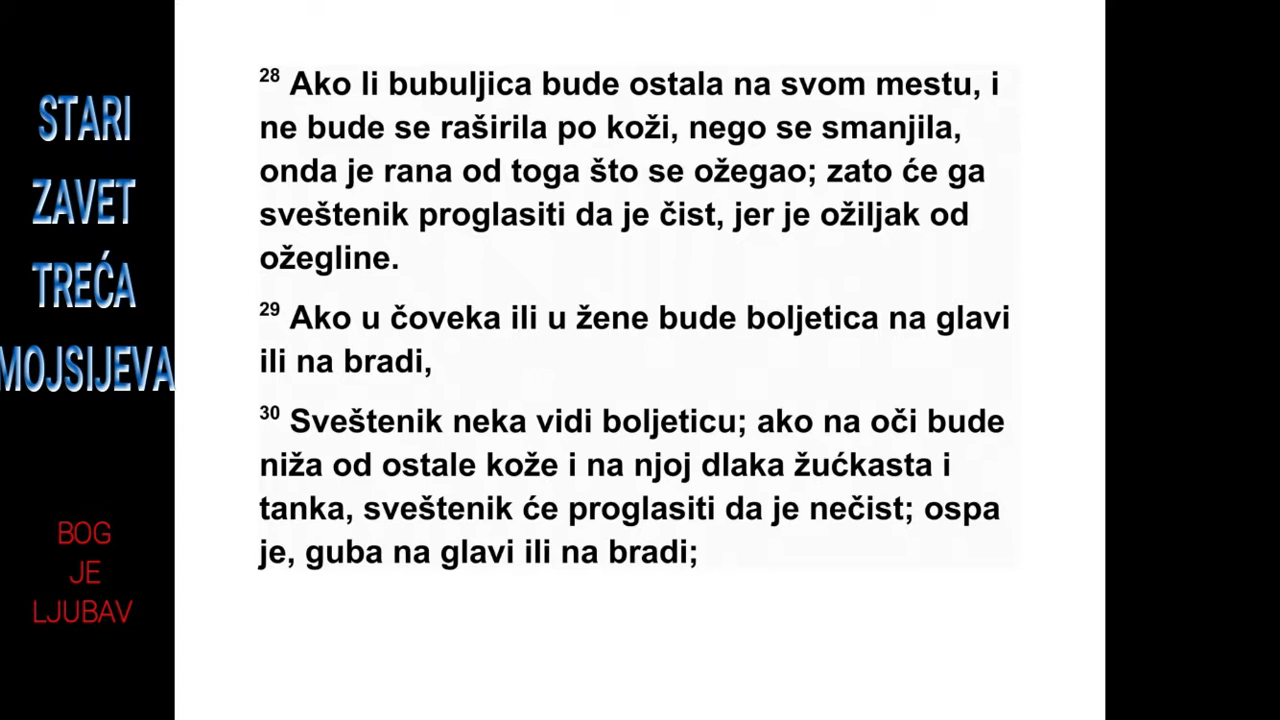 STARI
ZAVET
TREĆA
MOJSIJEVA
BOG
JE
LJUBAV
28 Ako li bubuljica bude ostala na svom mestu, i
ne bude se raširila po koži, nego se smanjila,
onda je rana od toga što se ožegao; zato će ga
sveštenik proglasiti da je čist, jer je ožiljak od
ožegline.
29 Ako u čoveka ili u žene bude boljetica na glavi
ili na bradi,
30 Sveštenik neka vidi boljeticu; ako na oči bude
niža od ostale kože i na njoj dlaka žućkasta i
tanka, sveštenik će proglasiti da je nečist; ospa
je, guba na glavi ili na bradi;